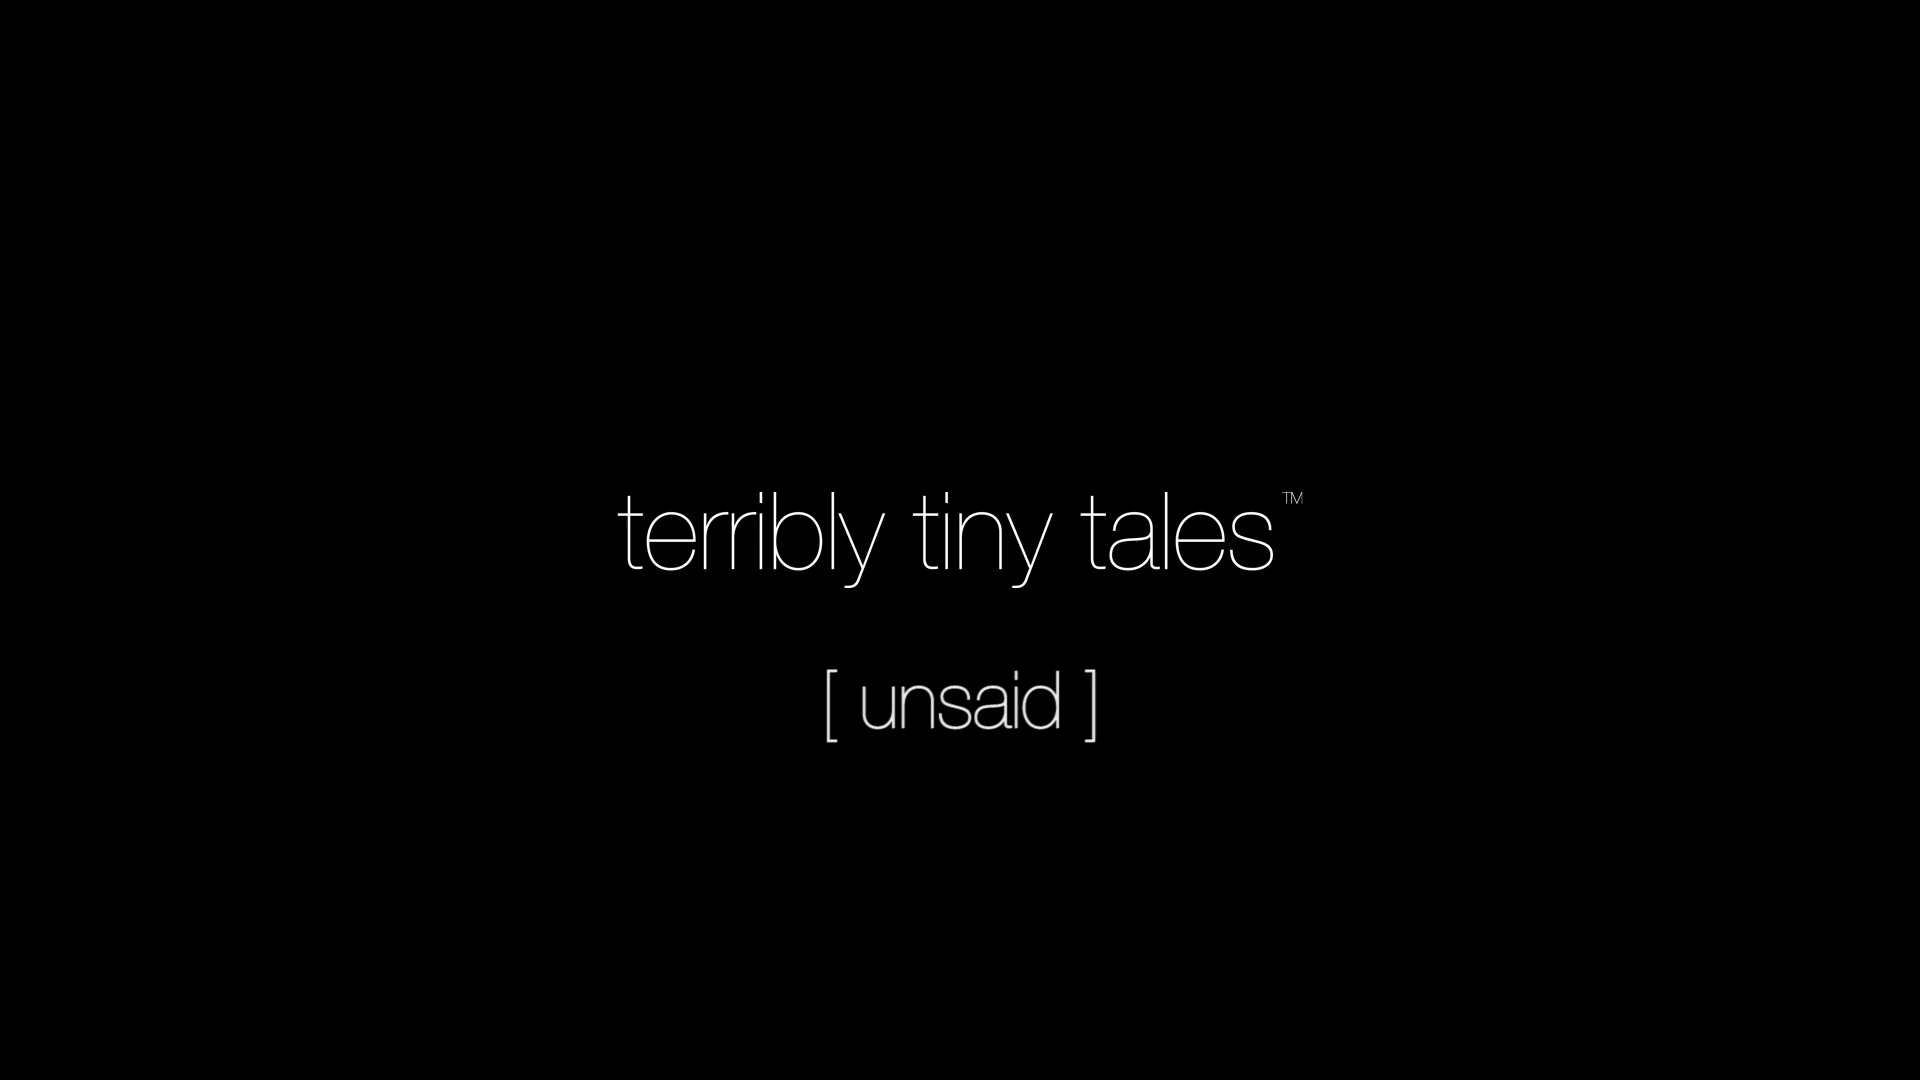 terribly tiny tales™
[ unsaid ]